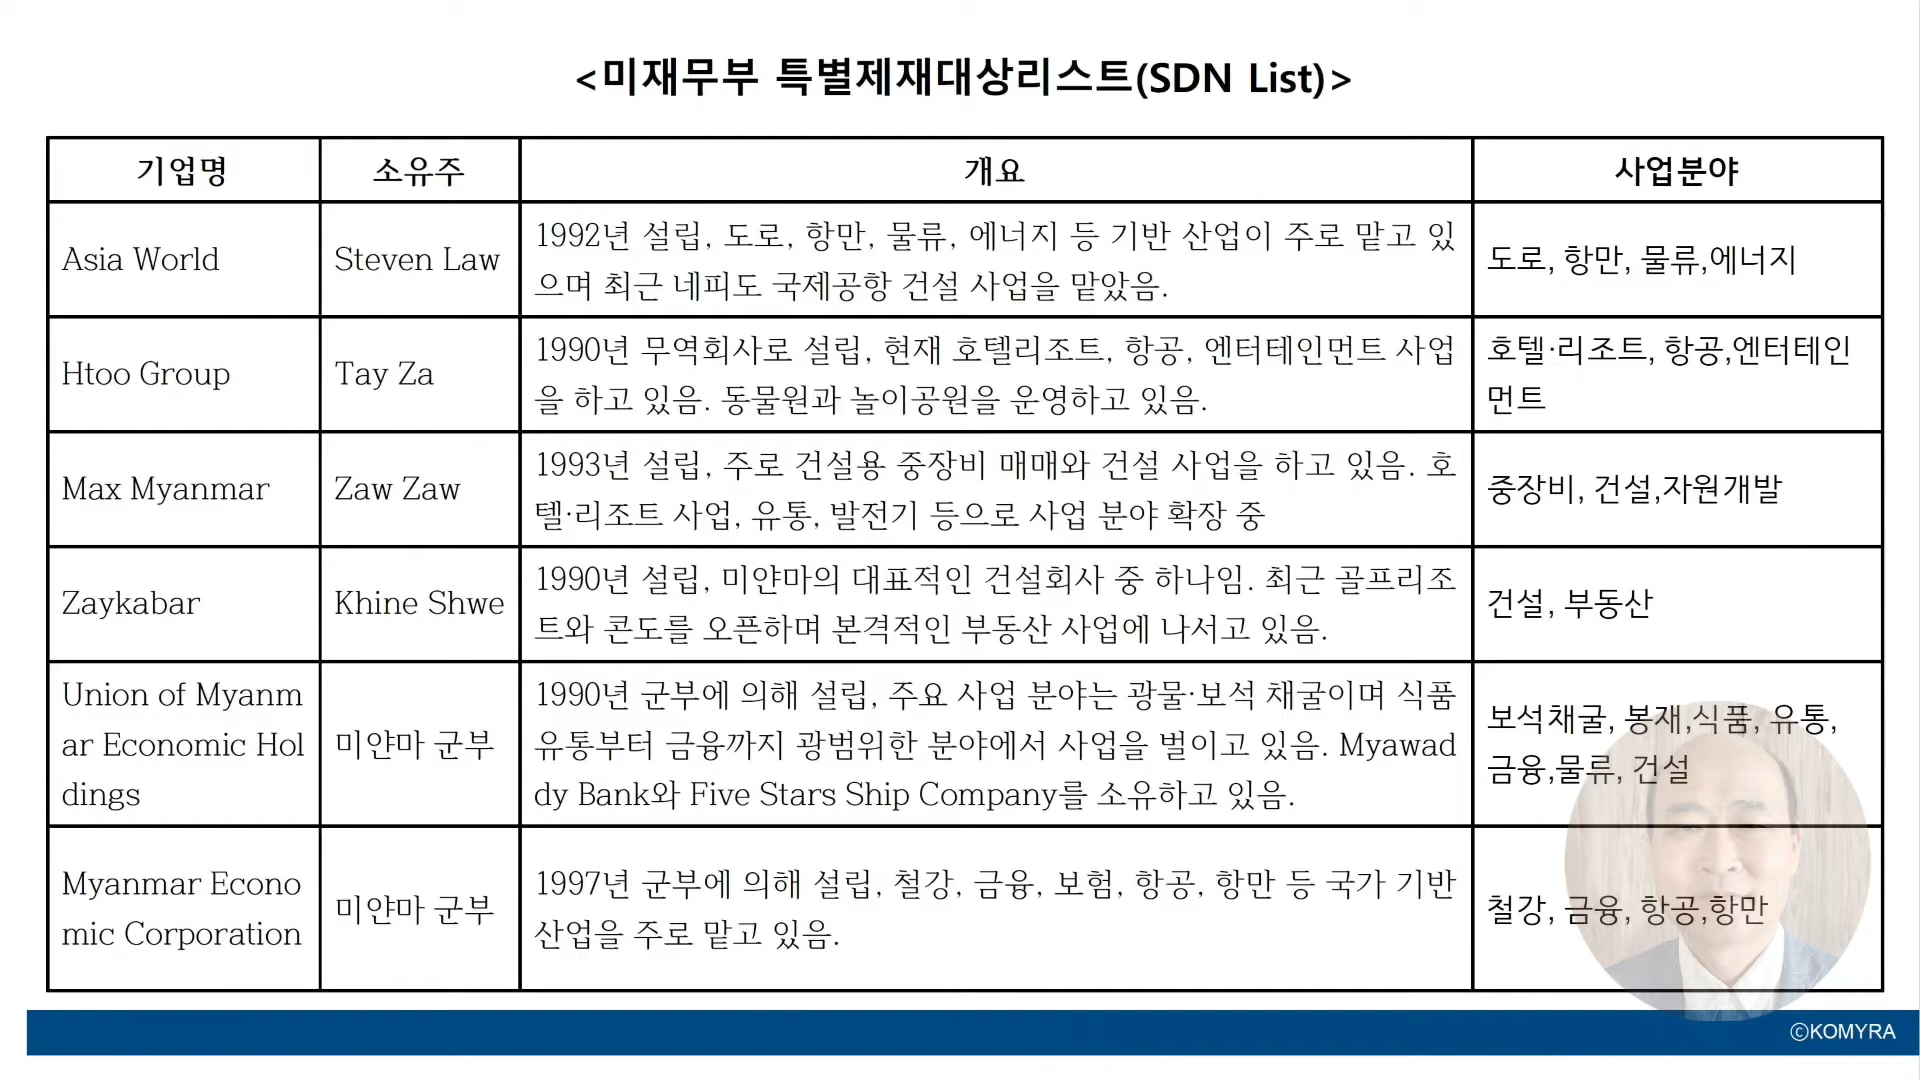 <미재무부 특별제재대상리스트(SDN List)>
기업명 소유주 개요 사업분야
Asia World
Steven Law
1992년 설립, 도로, 항만, 물류, 에너지 등 기반 산업이 주로 맡고 있
으며 최근 네피도 국제공항 건설 사업을 맡았음.
도로, 항만, 물류,에너지
Htoo Group
Tay Za
1990년 무역회사로 설립, 현재 호텔리조트, 항공, 엔터테인먼트 사업
을 하고 있음. 동물원과 놀이공원을 운영하고 있음.
호텔·리조트, 항공,엔터테인
먼트
Max Myanmar
Zaw Zaw
1993년 설립, 주로 건설용 중장비 매매와 건설 사업을 하고 있음. 호
텔·리조트 사업, 유통, 발전기 등으로 사업 분야 확장 중
중장비, 건설,자원개발
Zaykabar
Khine Shwe
1990년 설립, 미얀마의 대표적인 건설회사 중 하나임. 최근 골프리조
트와 콘도를 오픈하며 본격적인 부동산 사업에 나서고 있음.
건설, 부동산
Union of Myanm
ar Economic Hol
dings
미얀마 군부
1990년 군부에 의해 설립, 주요 사업 분야는 광물·보석 채굴이며 식품
유통부터 금융까지 광범위한 분야에서 사업을 벌이고 있음. Myawad
dy Bank와 Five Stars Ship Company를 소유하고 있음.
보석채굴, 봉재,식품, 유통,
금융,물류, 건설
Myanmar Econo
mic Corporation
미얀마 군부
1997년 군부에 의해 설립, 철강, 금융, 보험, 항공, 항만 등 국가 기반
산업을 주로 맡고 있음.
철강, 금융, 항공,항만
ⓒKOMYRA